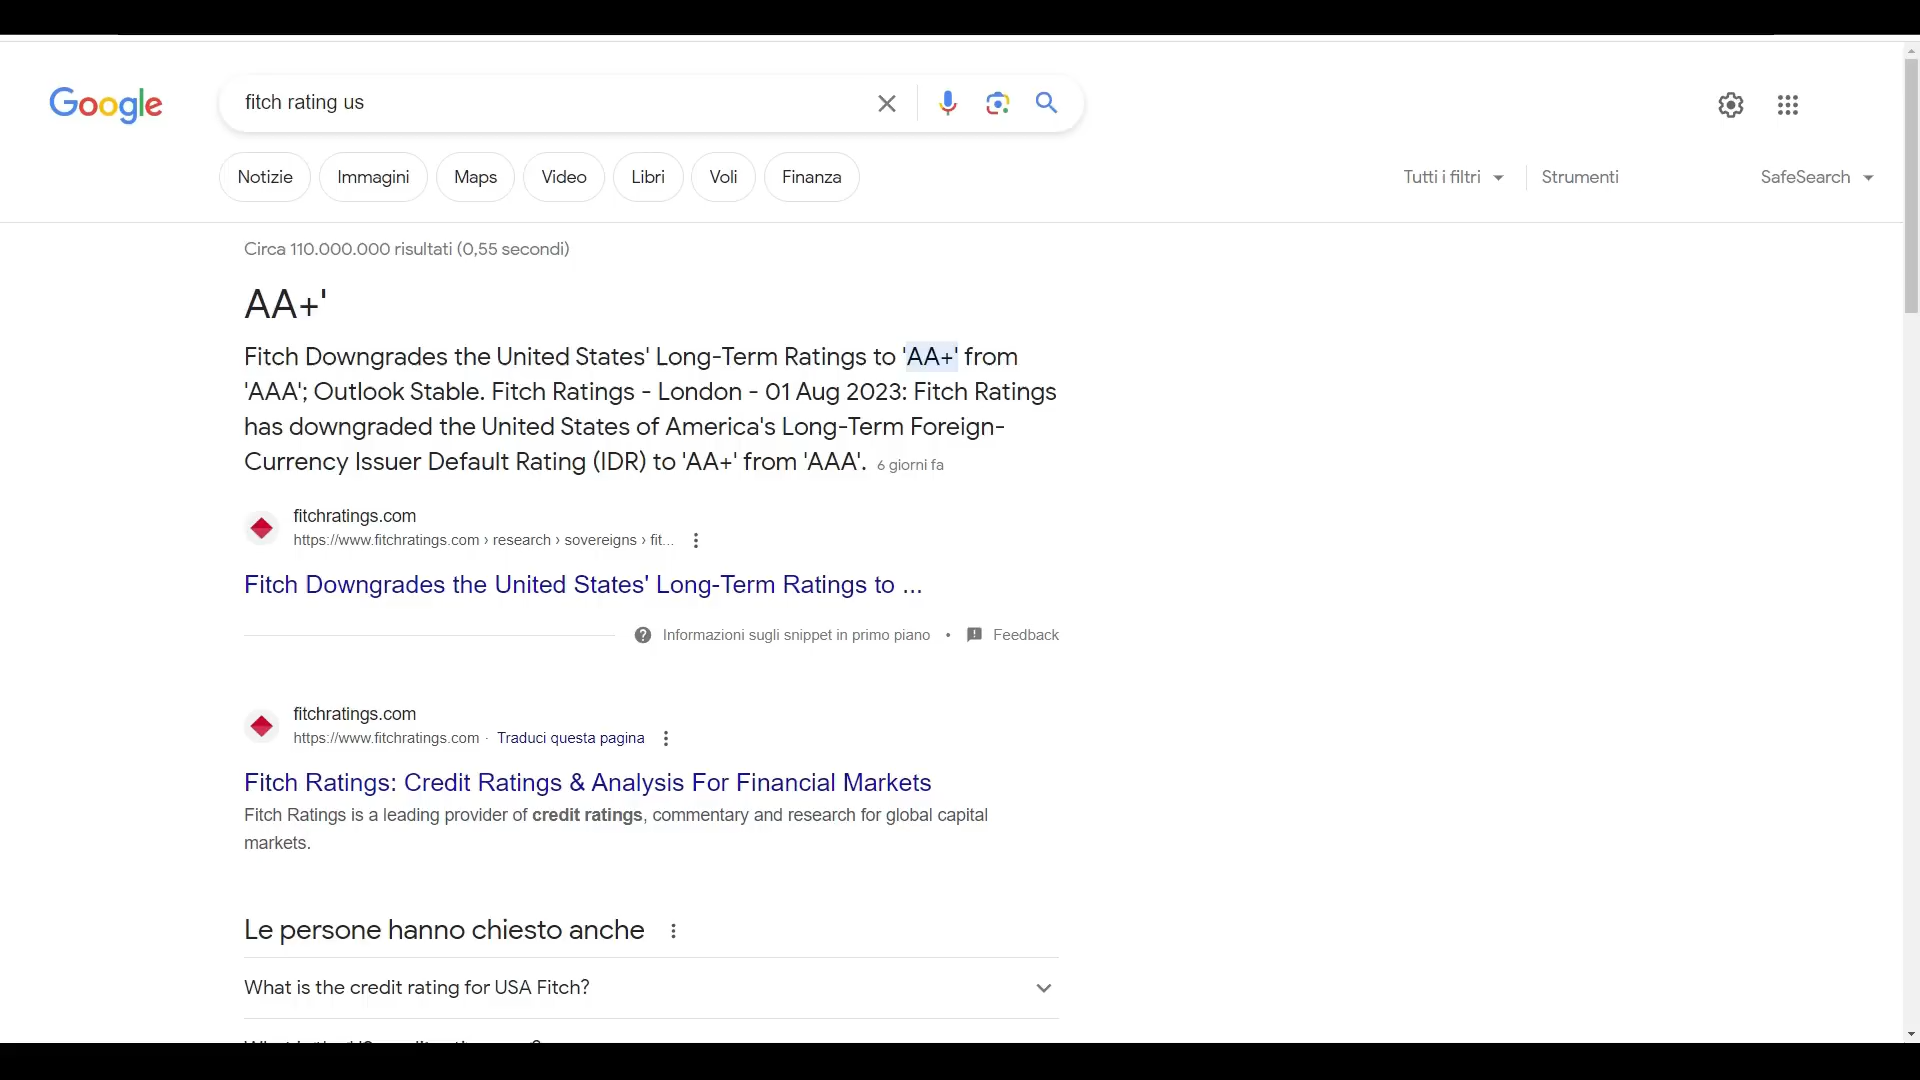 Google
fitch rating us
Notizie Immagini Maps Video Libri Voli Finanza Tutti i filtri Strumenti SafeSearch
Circa 110.000.000 risultati (0,55 secondi)
AA+'
Fitch Downgrades the United States' Long-Term Ratings to 'AA+' from
'AAA'; Outlook Stable. Fitch Ratings - London - 01 Aug 2023: Fitch Ratings
has downgraded the United States of America's Long-Term Foreign-
Currency Issuer Default Rating (IDR) to 'AA+' from 'AAA'. 6 giorni fa
fitchratings.com
https://www.fitchratings.com › research › sovereigns › fit...
Fitch Downgrades the United States' Long-Term Ratings to ...
Informazioni sugli snippet in primo piano • Feedback
fitchratings.com
https://www.fitchratings.com · Traduci questa pagina
Fitch Ratings: Credit Ratings & Analysis For Financial Markets
Fitch Ratings is a leading provider of credit ratings, commentary and research for global capital
markets.
Le persone hanno chiesto anche
What is the credit rating for USA Fitch?